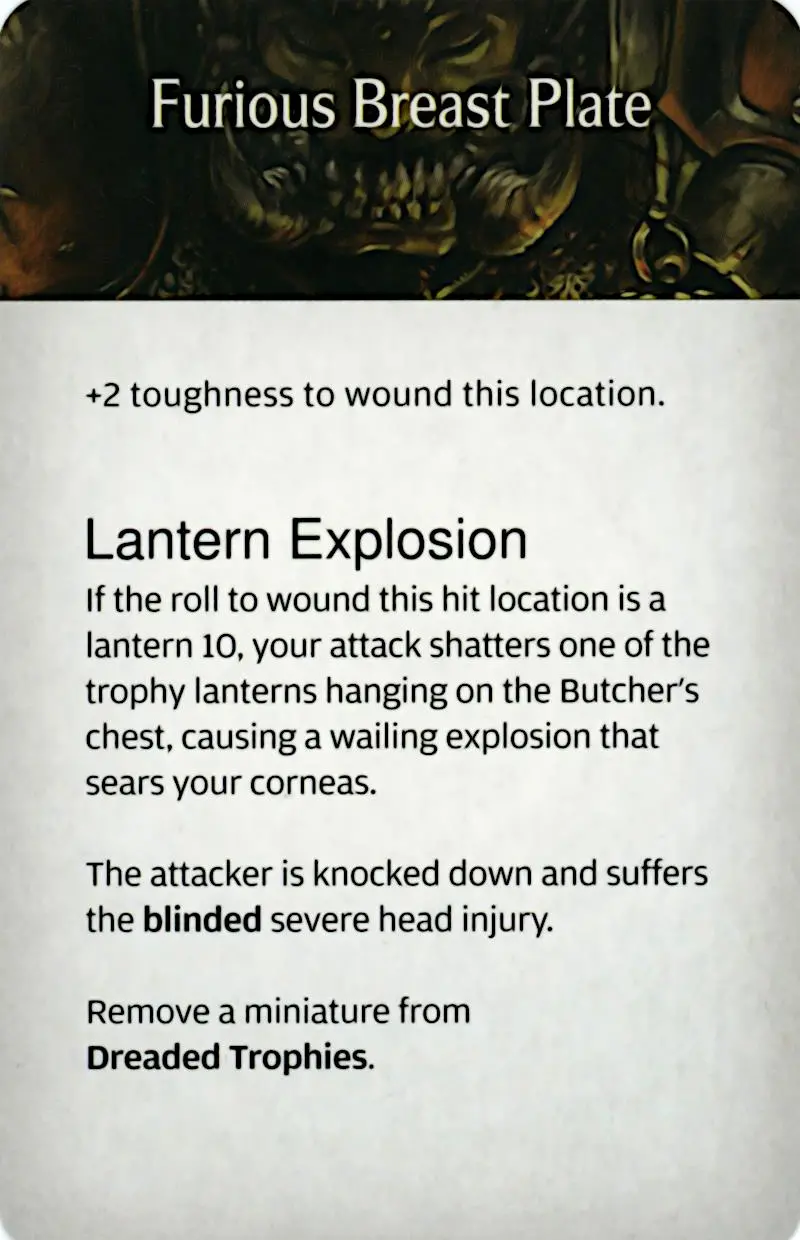 Furious Breast Plate
+2 toughness to wound this location.
Lantern Explosion
If the roll to wound this hit location is a
lantern 10, your attack shatters one of the
trophy lanterns hanging on the Butcher's
chest, causing a wailing explosion that
sears your corneas.
The attacker is knocked down and suffers
the blinded severe head injury.
Remove a miniature from
Dreaded Trophies.